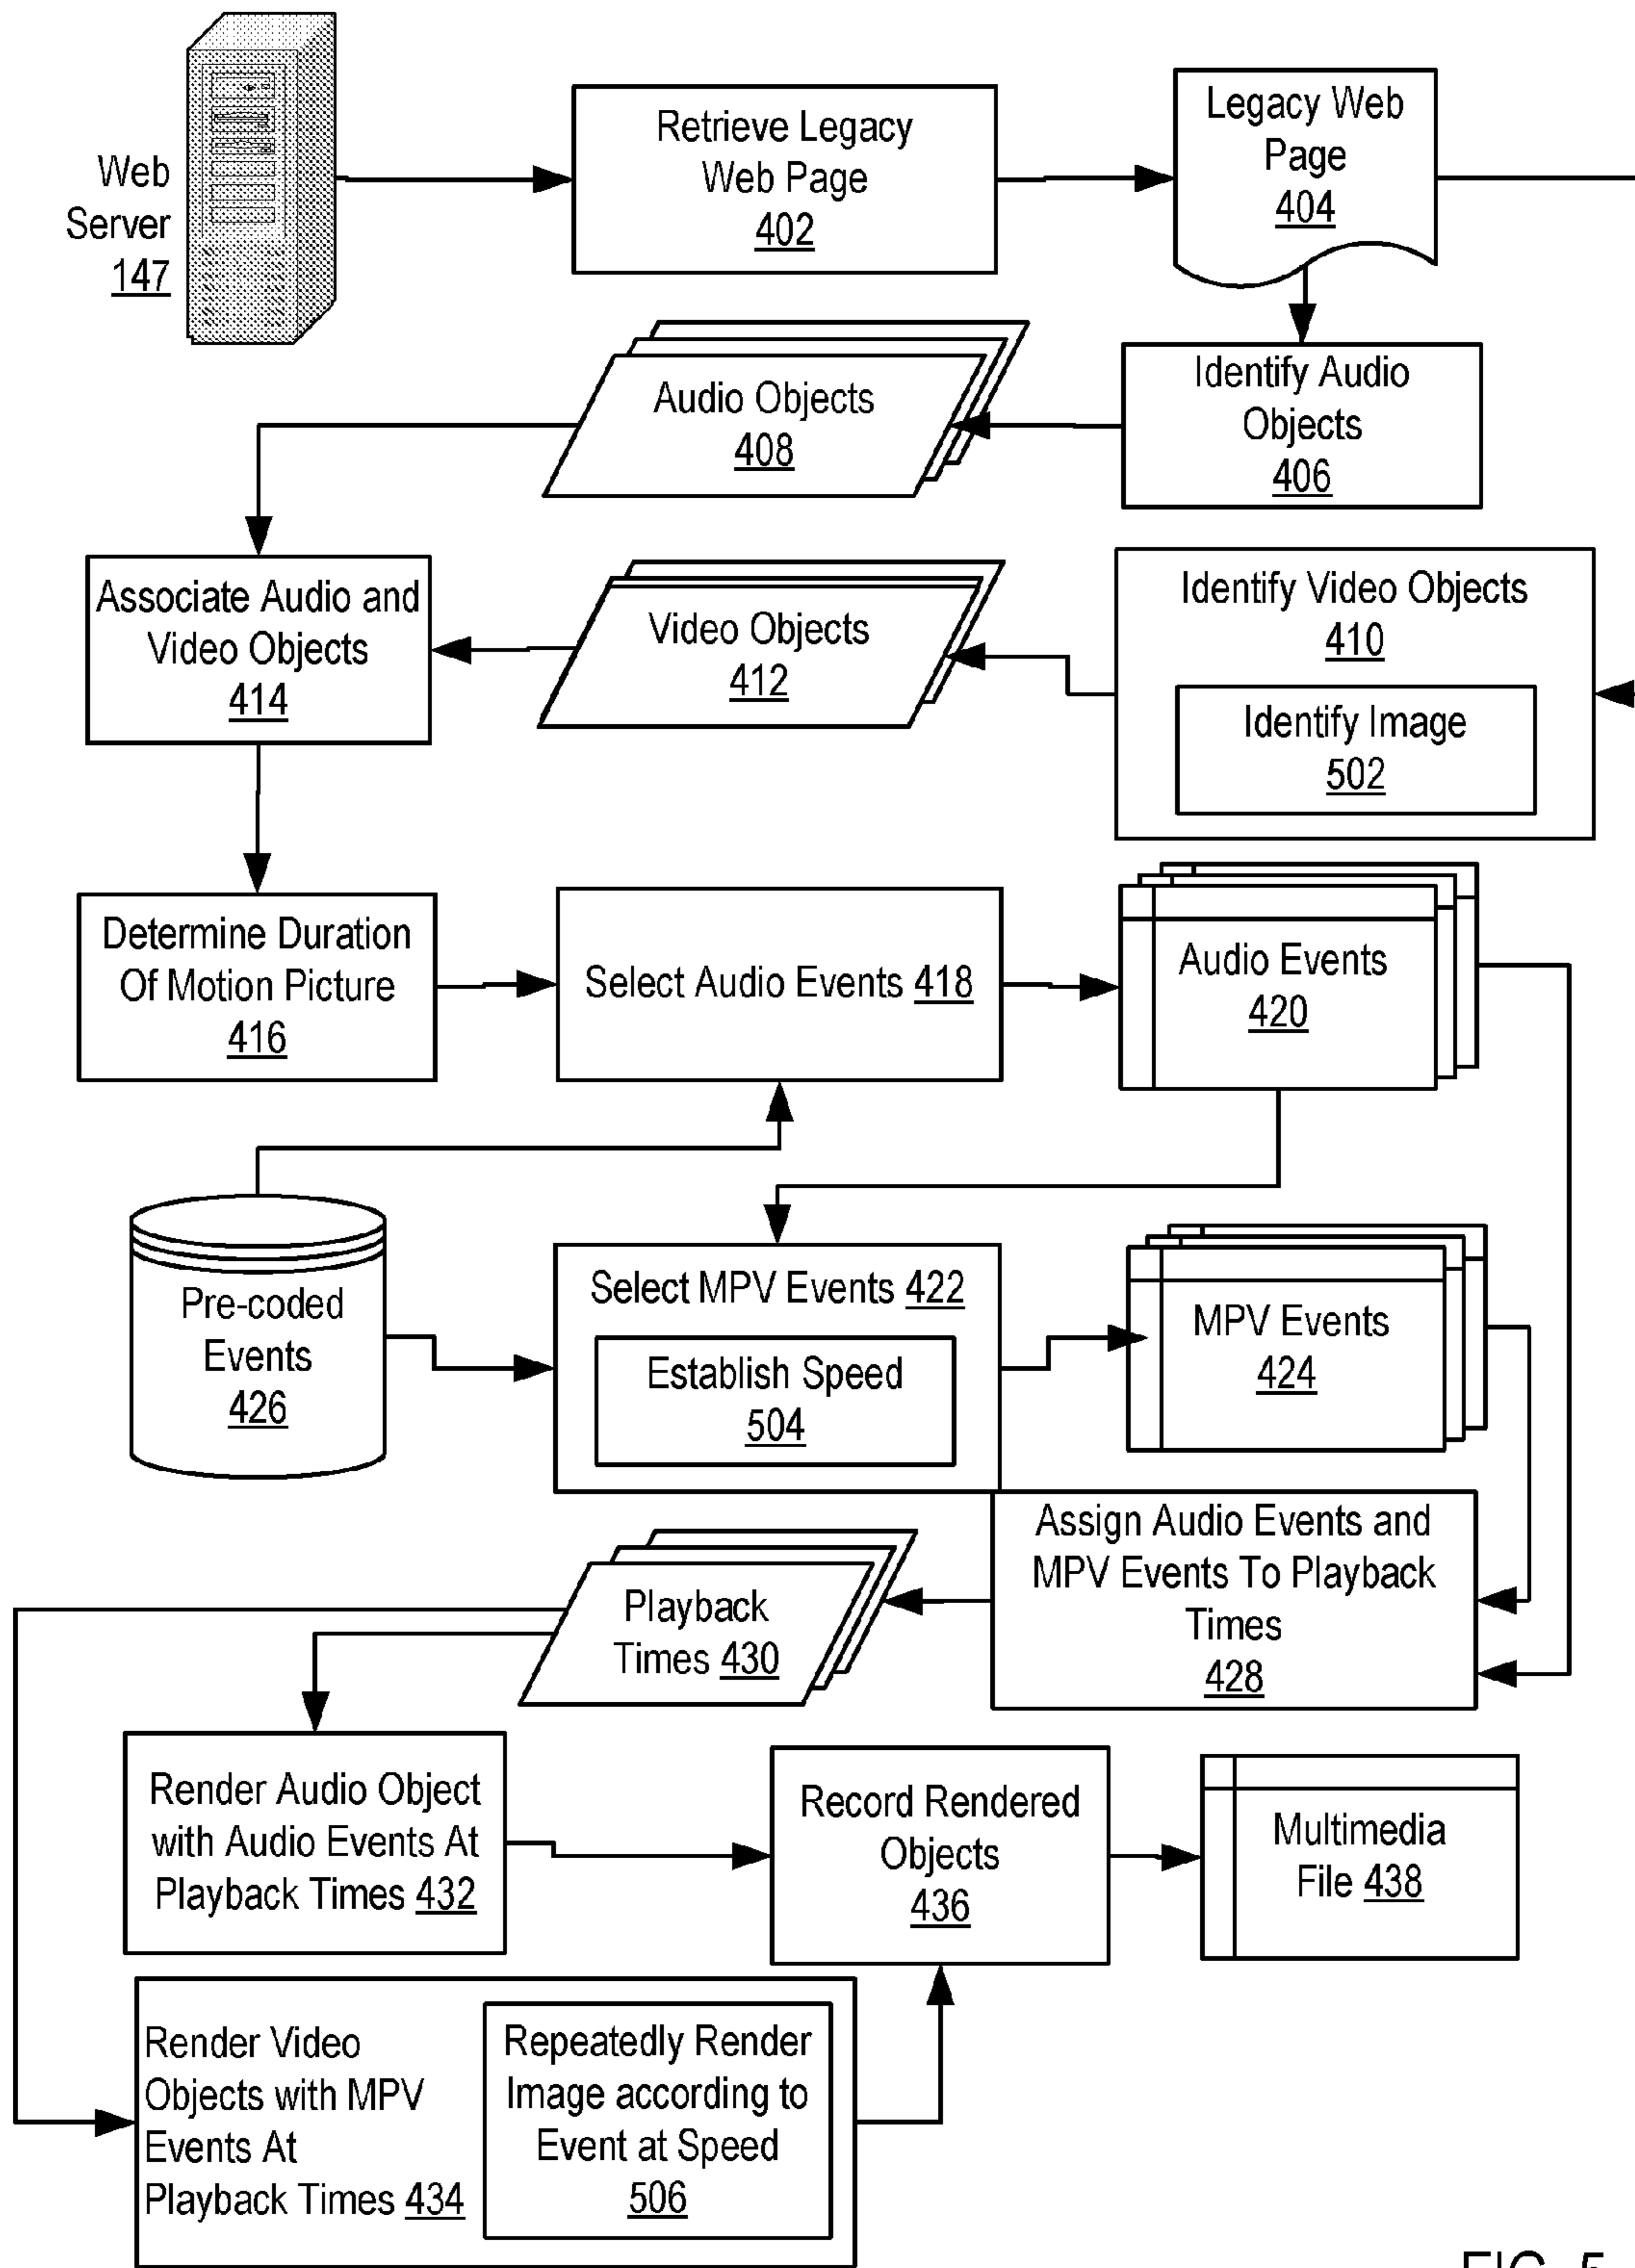 Web
Server
147
Retrieve Legacy
Web Page
402
Legacy Web
Page
404
Audio Objects
408
Identify Audio
Objects
406
Associate Audio and
Video Objects
414
Video Objects
412
Identify Video Objects
410
Identify Image
502
Determine Duration
Of Motion Picture
416
Select Audio Events 418
Audio Events
420
Pre-coded
Events
426
Select MPV Events 422
Establish Speed
504
MPV Events
424
Assign Audio Events and
MPV Events To Playback
Times
428
Playback
Times 430
Render Audio Object
with Audio Events At
Playback Times 432
Record Rendered
Objects
436
Multimedia
File 438
Render Video
Objects with MPV
Events At
Playback Times 434
Repeatedly Render
Image according to
Event at Speed
506
FIG. 5